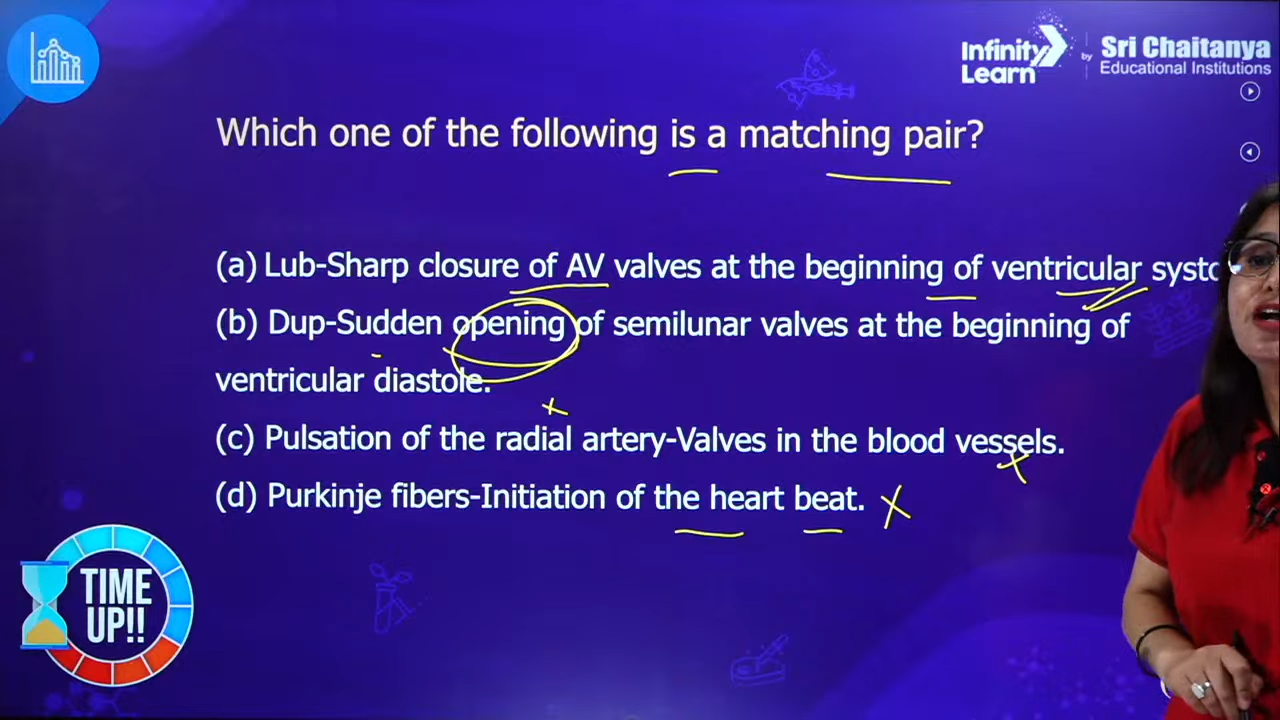 Infinity Learn by Sri Chaitanya
Educational Institutions
Which one of the following is a matching pair?
(a) Lub-Sharp closure of AV valves at the beginning of ventricular
(b) Dup-Sudden opening of semilunar valves at the beginning of
ventricular diastole.
(c) Pulsation of the radial artery-Valves in the blood vessels.
(d) Purkinje fibers-Initiation of the heart beat.
TIME
UP!!